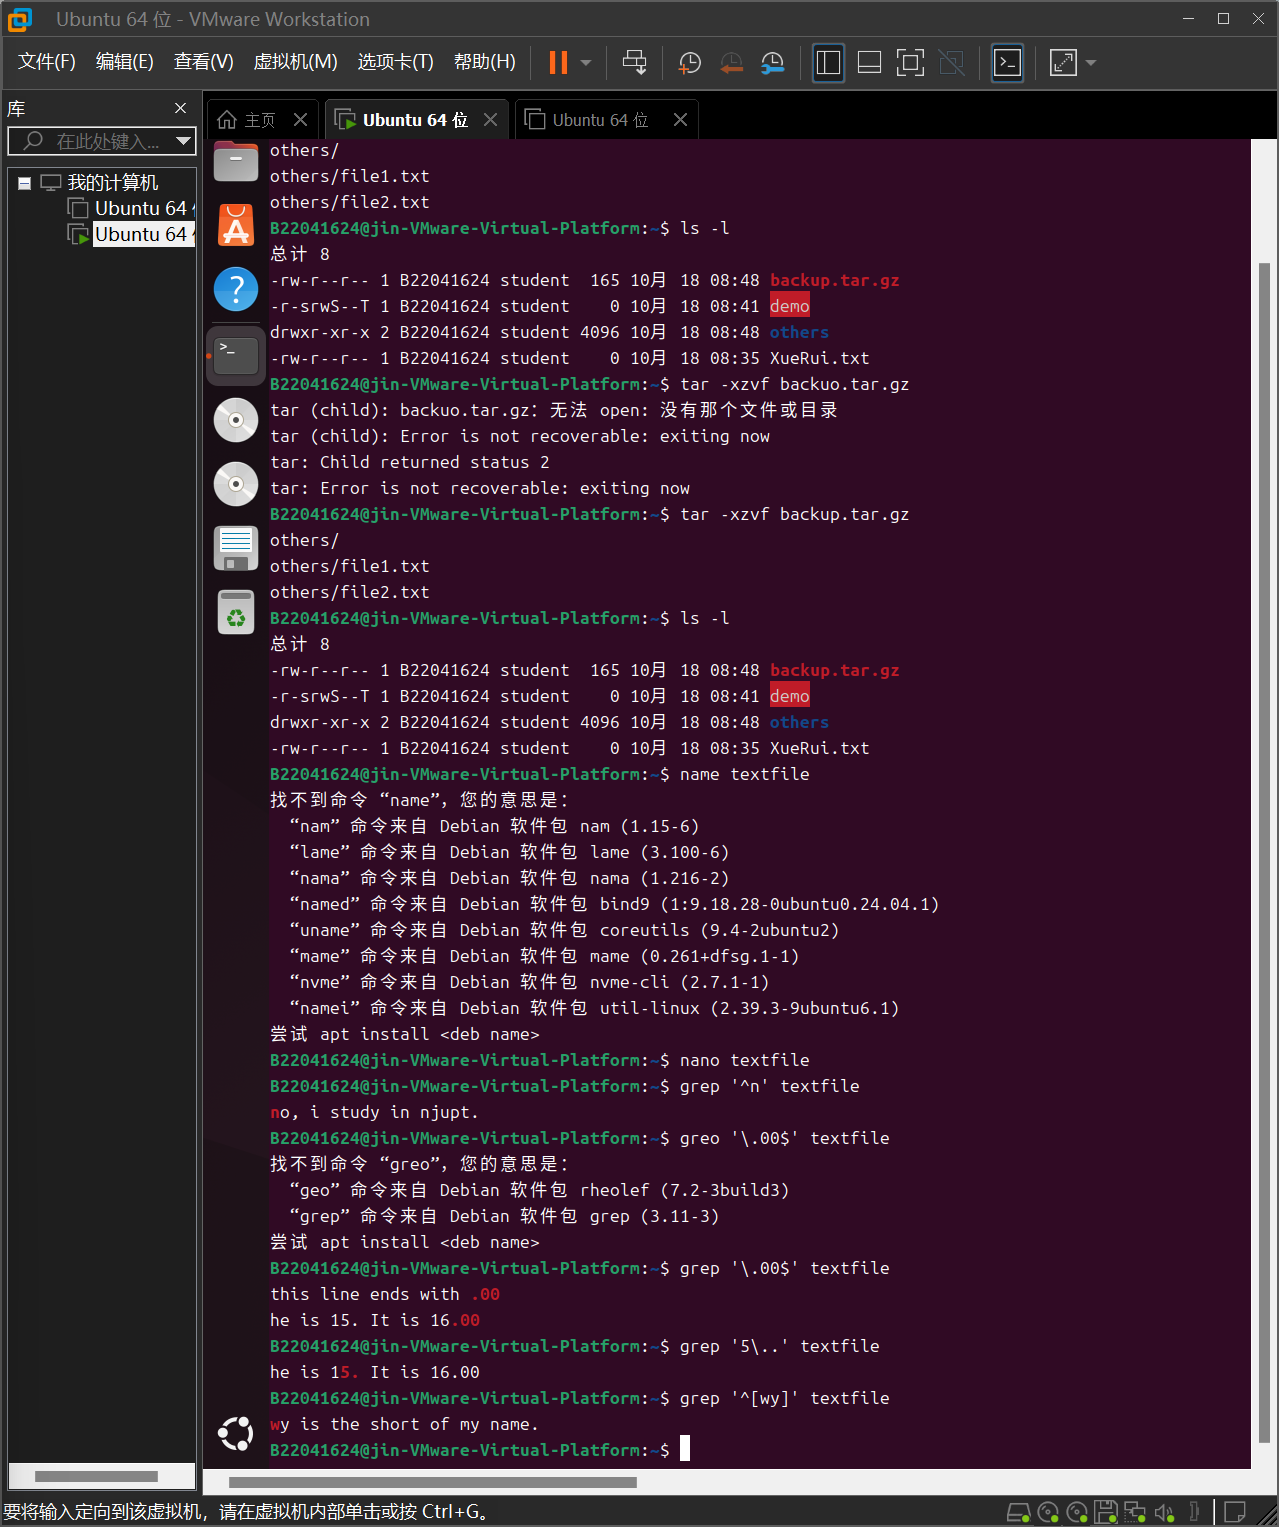 Ubuntu 64 位 - VMware Workstation
文件(F) 编辑(E) 查看(V) 虚拟机(M) 选项卡(T) 帮助(H)
库
在此处键入...
我的计算机
Ubuntu 64
Ubuntu 64
主页 Ubuntu 64 位 Ubuntu 64 位
others/
others/file1.txt
others/file2.txt
B22041624@jin-VMware-Virtual-Platform:~$ ls -l
总计 8
-rw-r--r-- 1 B22041624 student  165 10月  18 08:48 backup.tar.gz
-r-srwS--T 1 B22041624 student    0 10月  18 08:41 demo
drwxr-xr-x 2 B22041624 student 4096 10月  18 08:48 others
-rw-r--r-- 1 B22041624 student    0 10月  18 08:35 XueRui.txt
B22041624@jin-VMware-Virtual-Platform:~$ tar -xzvf backuo.tar.gz
tar (child): backuo.tar.gz：无法 open: 没有那个文件或目录
tar (child): Error is not recoverable: exiting now
tar: Child returned status 2
tar: Error is not recoverable: exiting now
B22041624@jin-VMware-Virtual-Platform:~$ tar -xzvf backup.tar.gz
others/
others/file1.txt
others/file2.txt
B22041624@jin-VMware-Virtual-Platform:~$ ls -l
总计 8
-rw-r--r-- 1 B22041624 student  165 10月  18 08:48 backup.tar.gz
-r-srwS--T 1 B22041624 student    0 10月  18 08:41 demo
drwxr-xr-x 2 B22041624 student 4096 10月  18 08:48 others
-rw-r--r-- 1 B22041624 student    0 10月  18 08:35 XueRui.txt
B22041624@jin-VMware-Virtual-Platform:~$ name textfile
找不到命令 “name”，您的意思是：
  “nam” 命令来自 Debian 软件包 nam (1.15-6)
  “lame” 命令来自 Debian 软件包 lame (3.100-6)
  “nama” 命令来自 Debian 软件包 nama (1.216-2)
  “named” 命令来自 Debian 软件包 bind9 (1:9.18.28-0ubuntu0.24.04.1)
  “uname” 命令来自 Debian 软件包 coreutils (9.4-2ubuntu2)
  “mame” 命令来自 Debian 软件包 mame (0.261+dfsg.1-1)
  “nvme” 命令来自 Debian 软件包 nvme-cli (2.7.1-1)
  “namei” 命令来自 Debian 软件包 util-linux (2.39.3-9ubuntu6.1)
尝试 apt install <deb name>
B22041624@jin-VMware-Virtual-Platform:~$ nano textfile
B22041624@jin-VMware-Virtual-Platform:~$ grep '^n' textfile
no, i study in njupt.
B22041624@jin-VMware-Virtual-Platform:~$ greo '\.00$' textfile
找不到命令 “greo”，您的意思是：
  “geo” 命令来自 Debian 软件包 rheolef (7.2-3build3)
  “grep” 命令来自 Debian 软件包 grep (3.11-3)
尝试 apt install <deb name>
B22041624@jin-VMware-Virtual-Platform:~$ grep '\.00$' textfile
this line ends with .00
he is 15. It is 16.00
B22041624@jin-VMware-Virtual-Platform:~$ grep '5\..' textfile
he is 15. It is 16.00
B22041624@jin-VMware-Virtual-Platform:~$ grep '^[wy]' textfile
wy is the short of my name.
B22041624@jin-VMware-Virtual-Platform:~$
要将输入定向到该虚拟机，请在虚拟机内部单击或按 Ctrl+G。